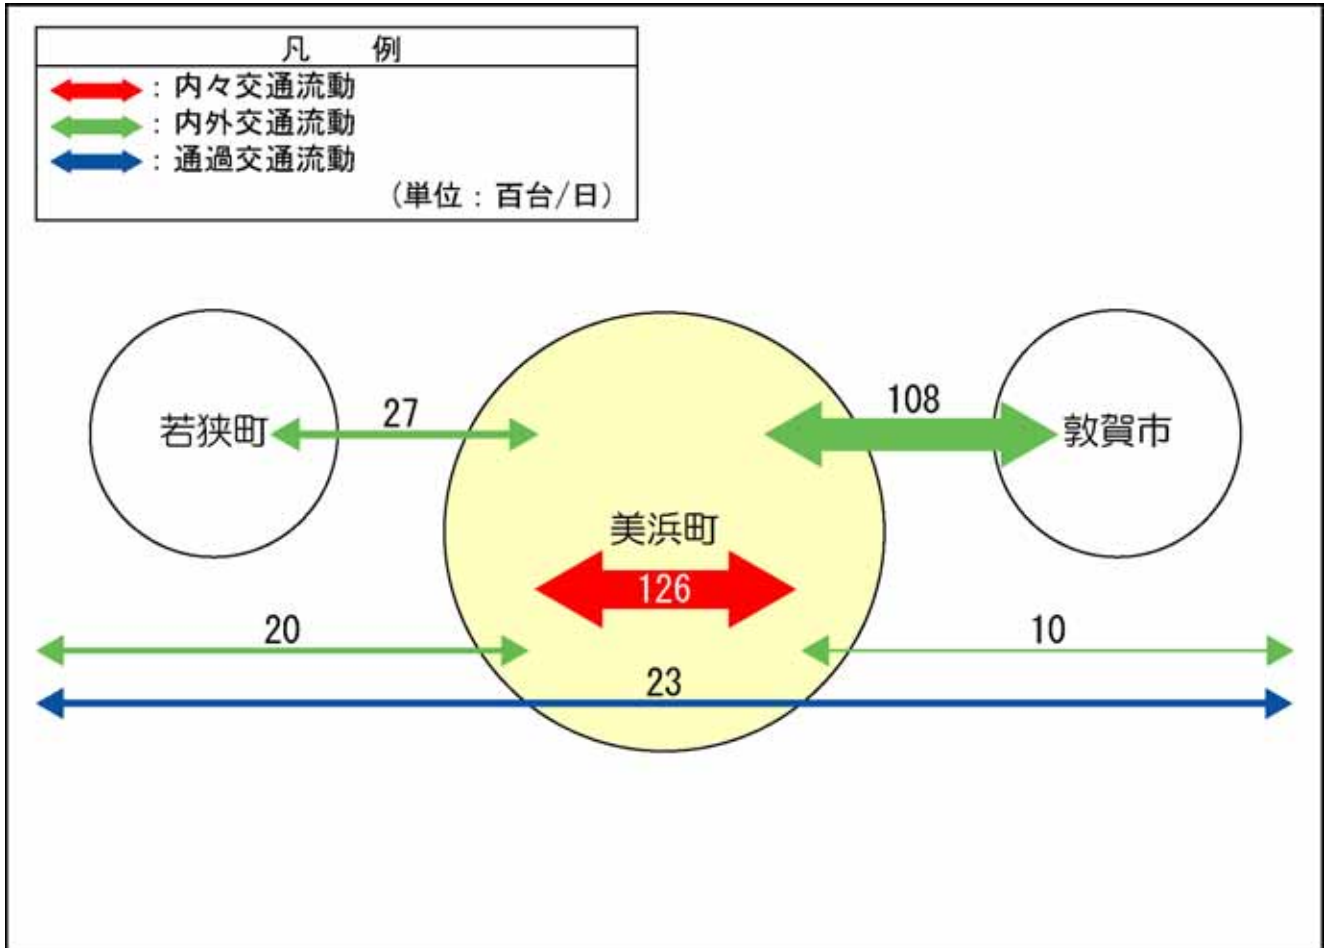 凡　例
：内々交通流動
：内外交通流動
：通過交通流動
（単位：百台/日）
27
108
若狭町
敦賀市
美浜町
126
20
10
23